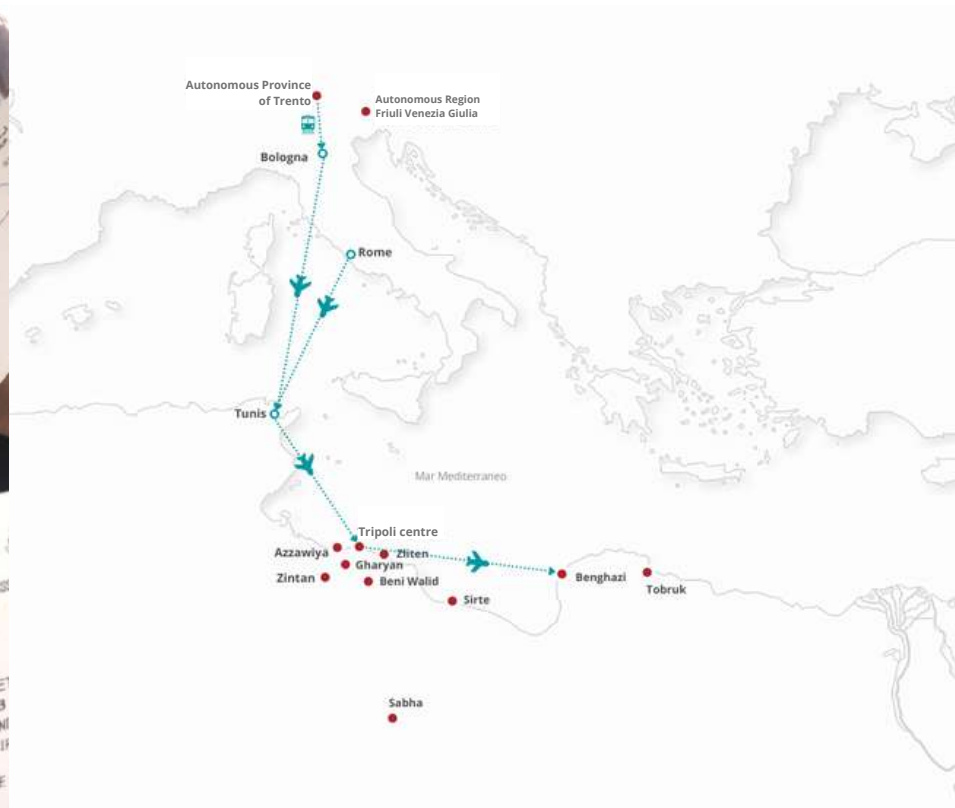 Autonomous Province
of Trento
Autonomous Region
Friuli Venezia Giulia
Bologna
Rome
Tunis
Mar Mediterraneo
Tripoli centre
Azzawiya
Zliten
Gharyan
Zintan
Beni Walid
Benghazi
Tobruk
Sirte
Sabha